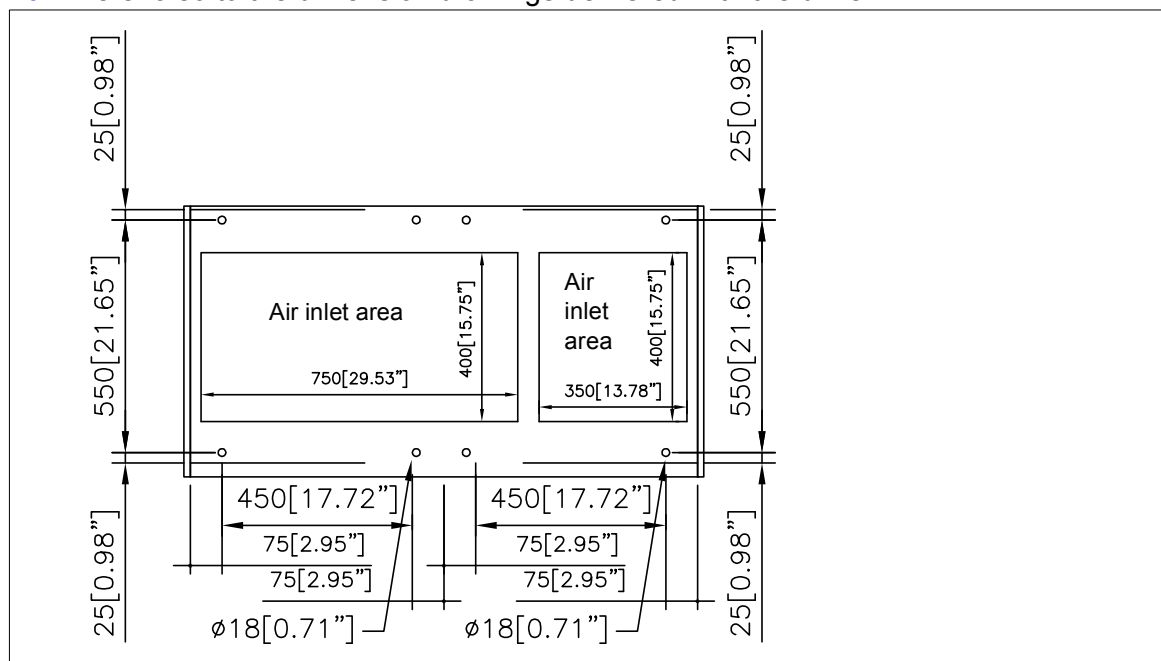 25[0.98”]
25[0.98”]
550[21.65”]
Air inlet area
400[15.75”]
750[29.53”]
Air
inlet
area
400[15.75”]
350[13.78”]
550[21.65”]
450[17.72”]
450[17.72”]
75[2.95”]
75[2.95”]
75[2.95”]
75[2.95”]
25[0.98”]
25[0.98”]
ø18[0.71”]
ø18[0.71”]